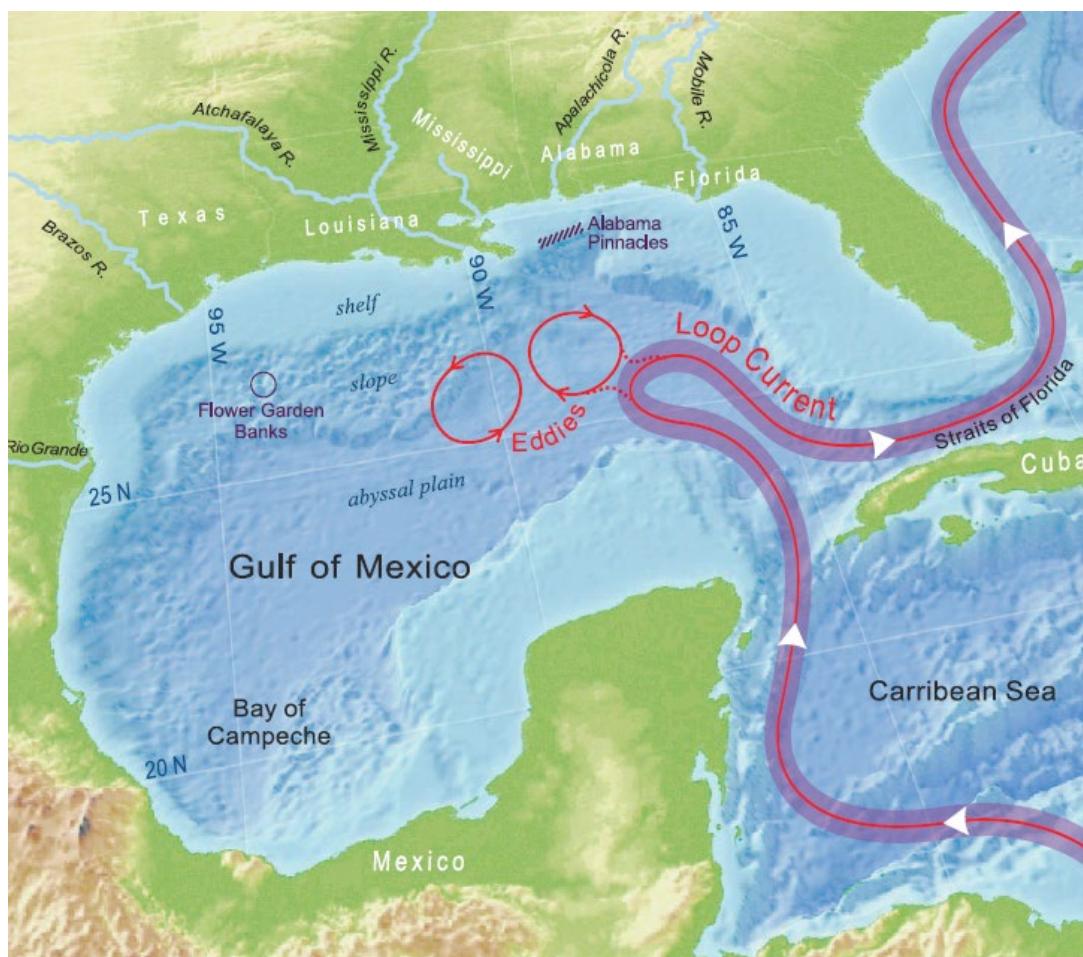 Atchafalaya R.
Mississippi R.
Mississippi
Apalachicola R.
Mobile R.
Alabama
Florida
Texas
Louisiana
Brazos R.
Alabama
Pinnacles
85 W
90 W
95 W
shelf
slope
Flower Garden
Banks
Loop Current
Eddies
Straits of Florida
Rio Grande
Cuba
25 N
abyssal plain
Gulf of Mexico
Carribean Sea
Bay of
Campeche
20 N
Mexico